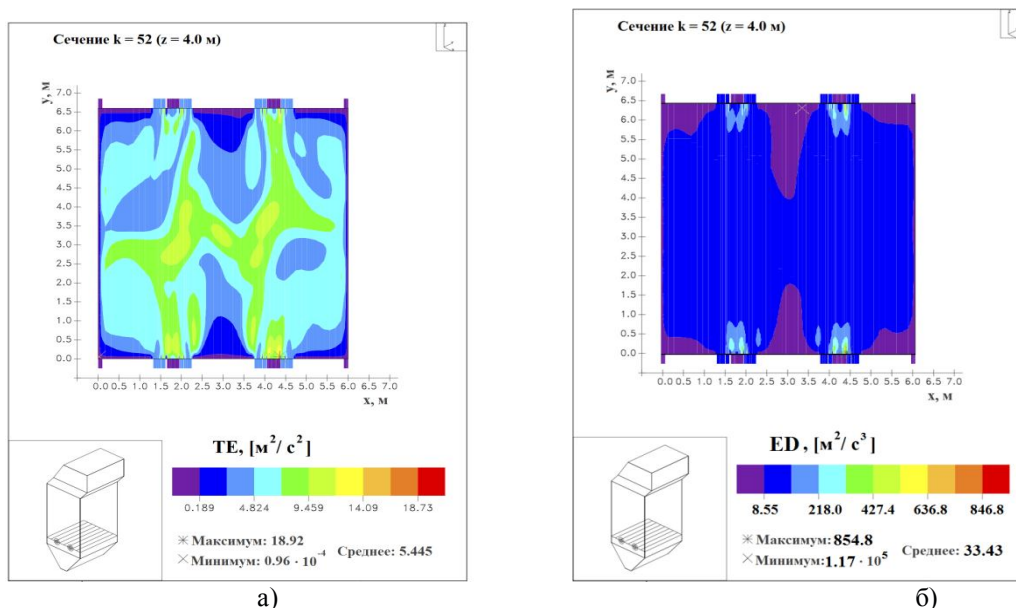 Сечение k = 52 (z = 4.0 м)
y, м
7.0
6.5
6.0
5.5
5.0
4.5
4.0
3.5
3.0
2.5
2.0
1.5
1.0
0.5
0.0
0.0 0.5 1.0 1.5 2.0 2.5 3.0 3.5 4.0 4.5 5.0 5.5 6.0 6.5 7.0
x, м
TE, [м²/ с²]
0.189 4.824 9.459 14.09 18.73
Максимум: 18.92
Минимум: 0.96 · 10⁻⁴
Среднее: 5.445
а)
Сечение k = 52 (z = 4.0 м)
y, м
7.0
6.5
6.0
5.5
5.0
4.5
4.0
3.5
3.0
2.5
2.0
1.5
1.0
0.5
0.0
0.0 0.5 1.0 1.5 2.0 2.5 3.0 3.5 4.0 4.5 5.0 5.5 6.0 6.5 7.0
x, м
ED , [м²/ с³]
8.55 218.0 427.4 636.8 846.8
Максимум: 854.8
Минимум: 1.17 · 10⁵
Среднее: 33.43
б)